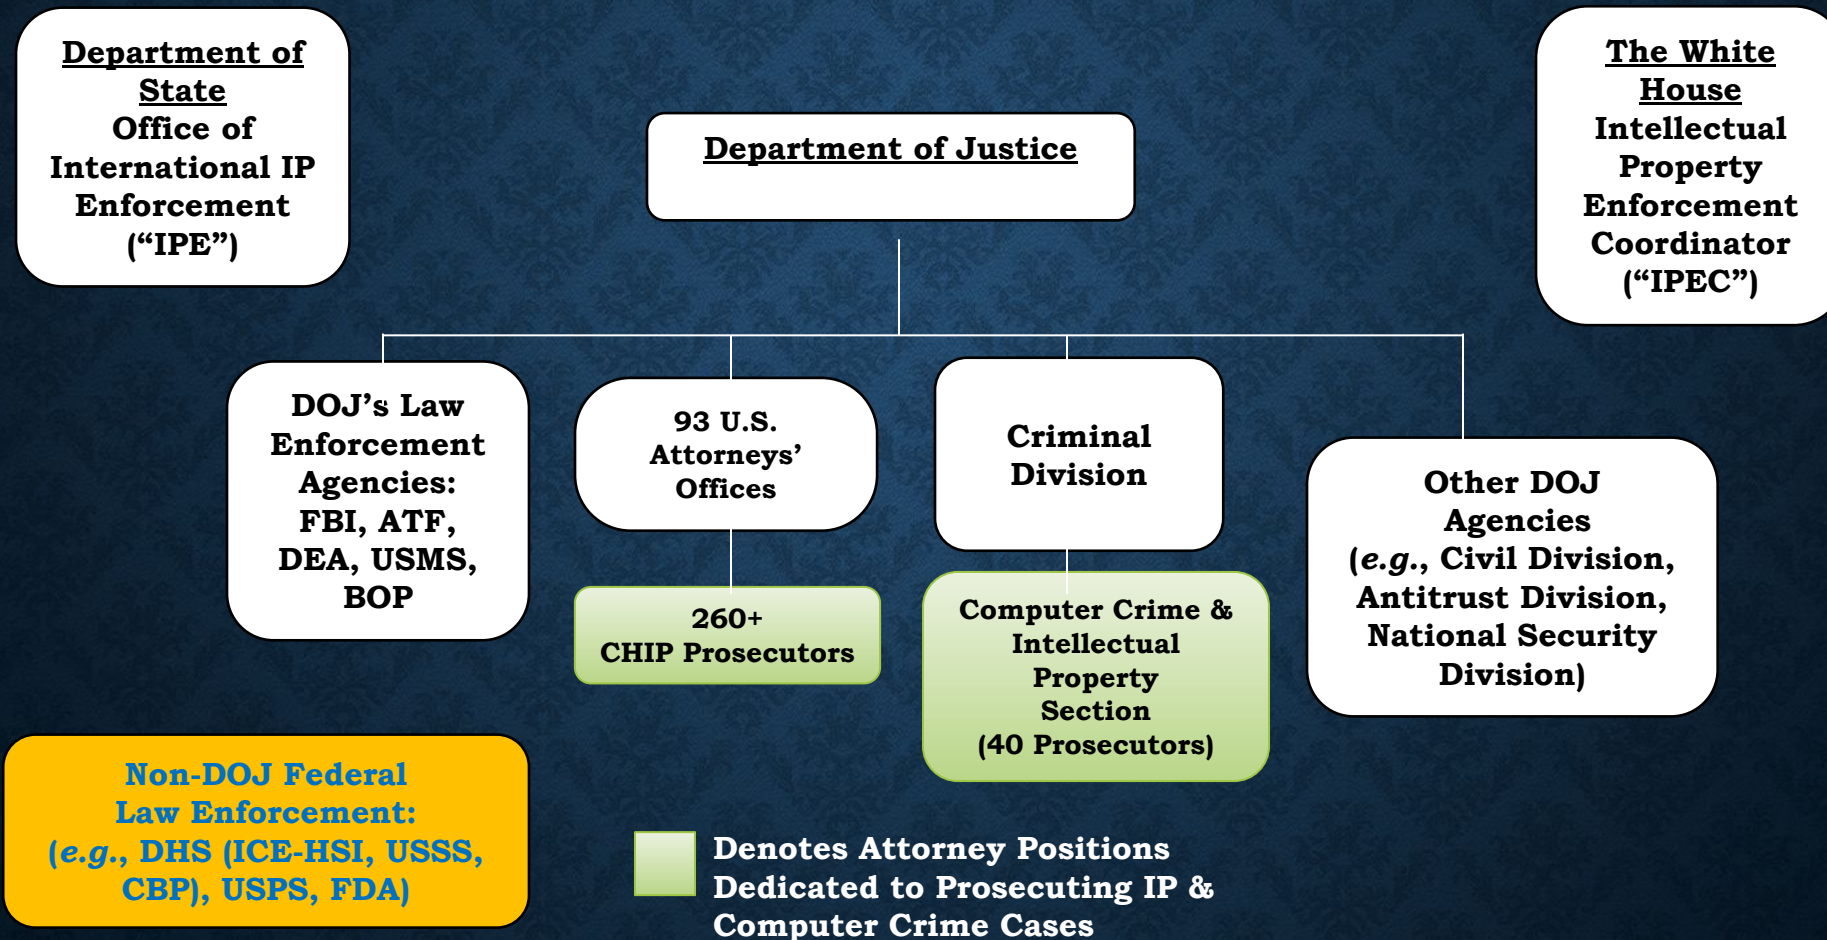 Department of
State
Office of
International IP
Enforcement
(“IPE”)
The White
House
Intellectual
Property
Enforcement
Coordinator
(“IPEC”)
Department of Justice
DOJ’s Law
Enforcement
Agencies:
FBI, ATF,
DEA, USMS,
BOP
93 U.S.
Attorneys’
Offices
Criminal
Division
Other DOJ
Agencies
(e.g., Civil Division,
Antitrust Division,
National Security
Division)
260+
CHIP Prosecutors
Computer Crime &
Intellectual
Property
Section
(40 Prosecutors)
Non-DOJ Federal
Law Enforcement:
(e.g., DHS (ICE-HSI, USSS,
CBP), USPS, FDA)
Denotes Attorney Positions
Dedicated to Prosecuting IP &
Computer Crime Cases